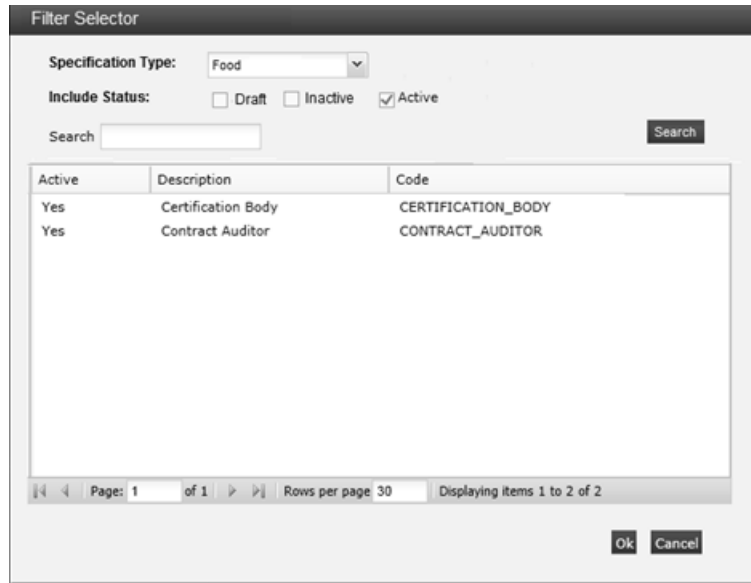 Filter Selector
Specification Type: Food
Include Status: Draft Inactive Active
Search Search
Active Description Code
Yes Certification Body CERTIFICATION_BODY
Yes Contract Auditor CONTRACT_AUDITOR
Page: 1 of 1 Rows per page 30 Displaying items 1 to 2 of 2
Ok Cancel